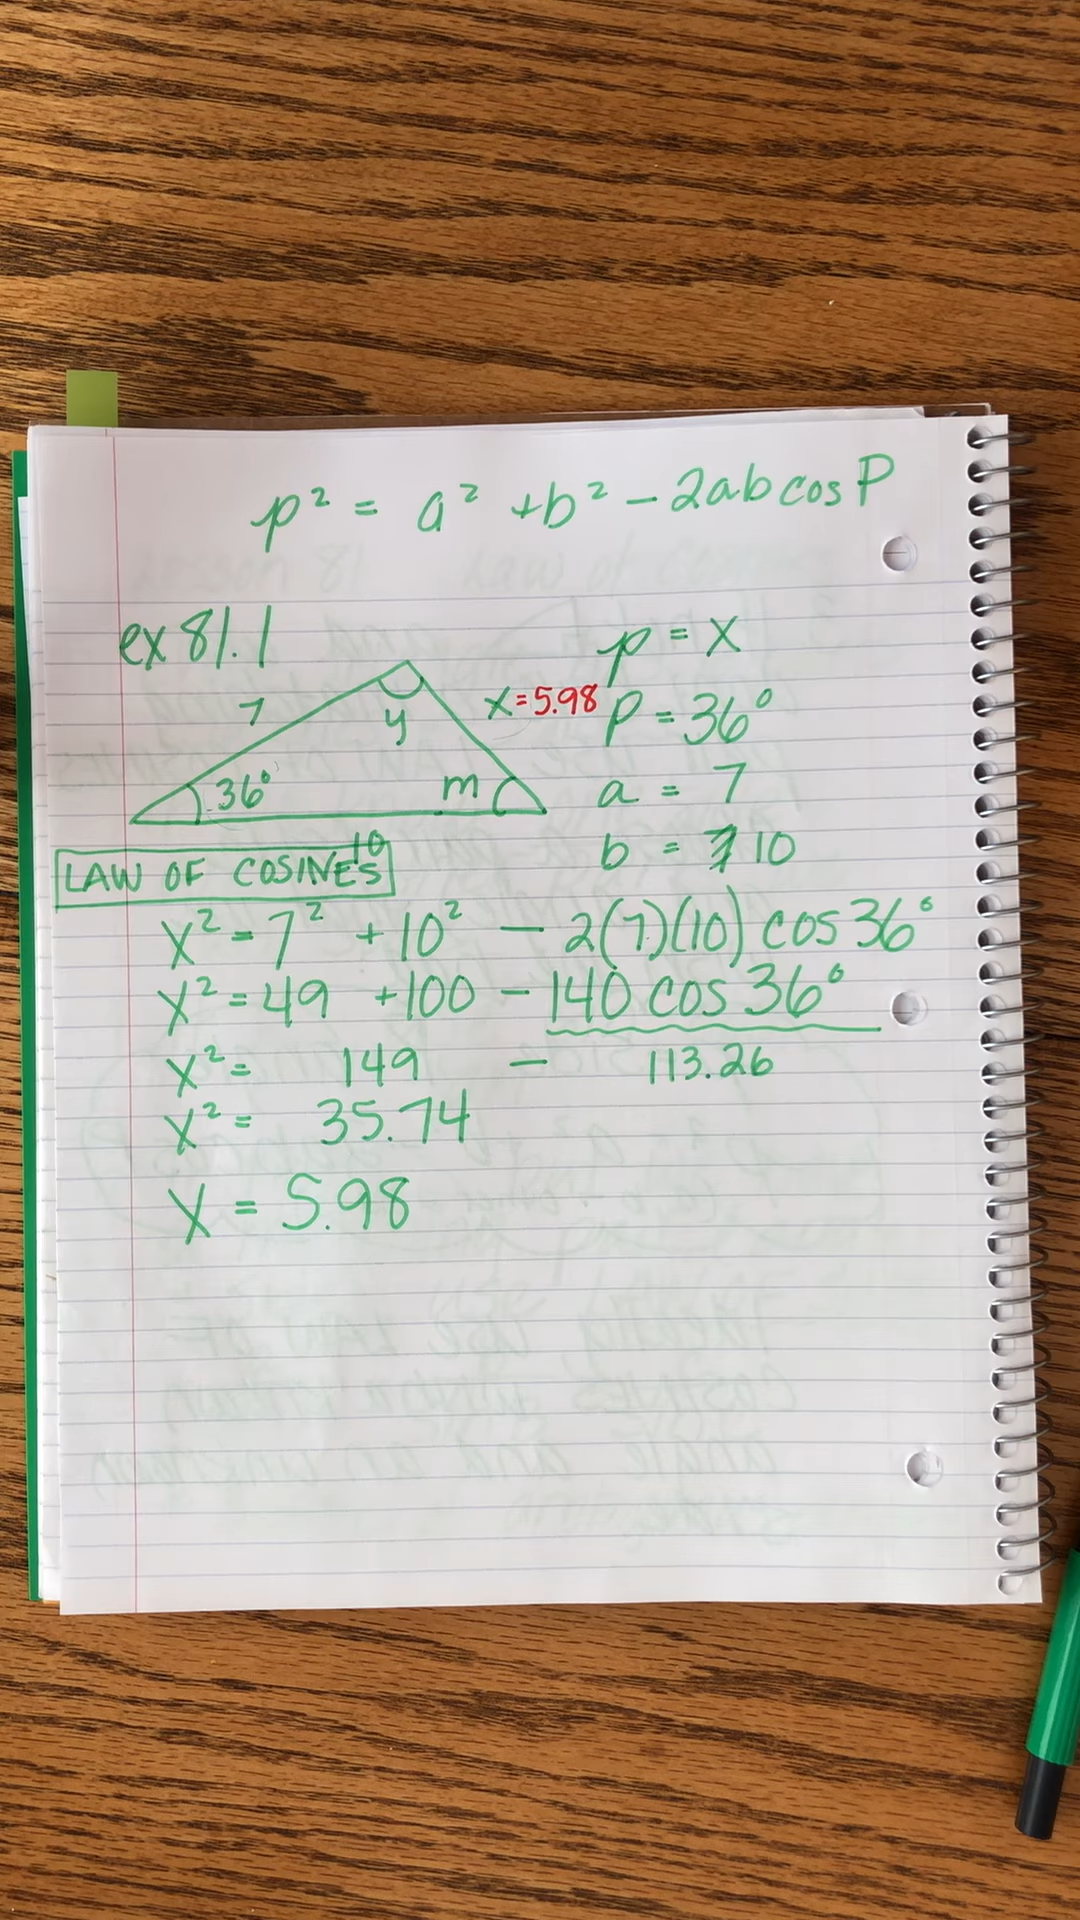 p² = a² + b² - 2ab cos P
ex 81.1
p = x
7
x = 5.98
P = 36°
y
36°
m
a = 7
10
b = 10
LAW OF COSINES
x² = 7² + 10² - 2(7)(10) cos 36°
x² = 49 + 100 - 140 cos 36°
x² = 149 - 113.26
x² = 35.74
x = 5.98